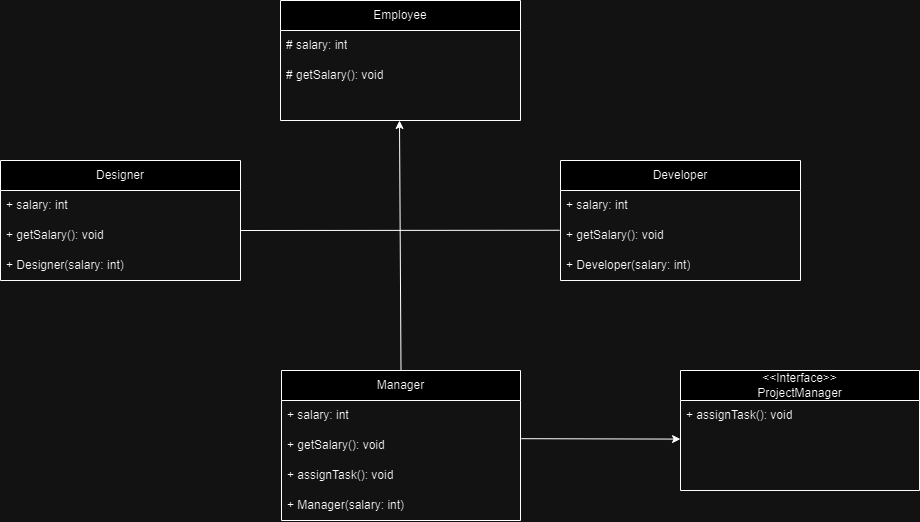 Employee
# salary: int
# getSalary(): void
Designer
+ salary: int
+ getSalary(): void
+ Designer(salary: int)
Developer
+ salary: int
+ getSalary(): void
+ Developer(salary: int)
Manager
+ salary: int
+ getSalary(): void
+ assignTask(): void
+ Manager(salary: int)
<<Interface>>
ProjectManager
+ assignTask(): void